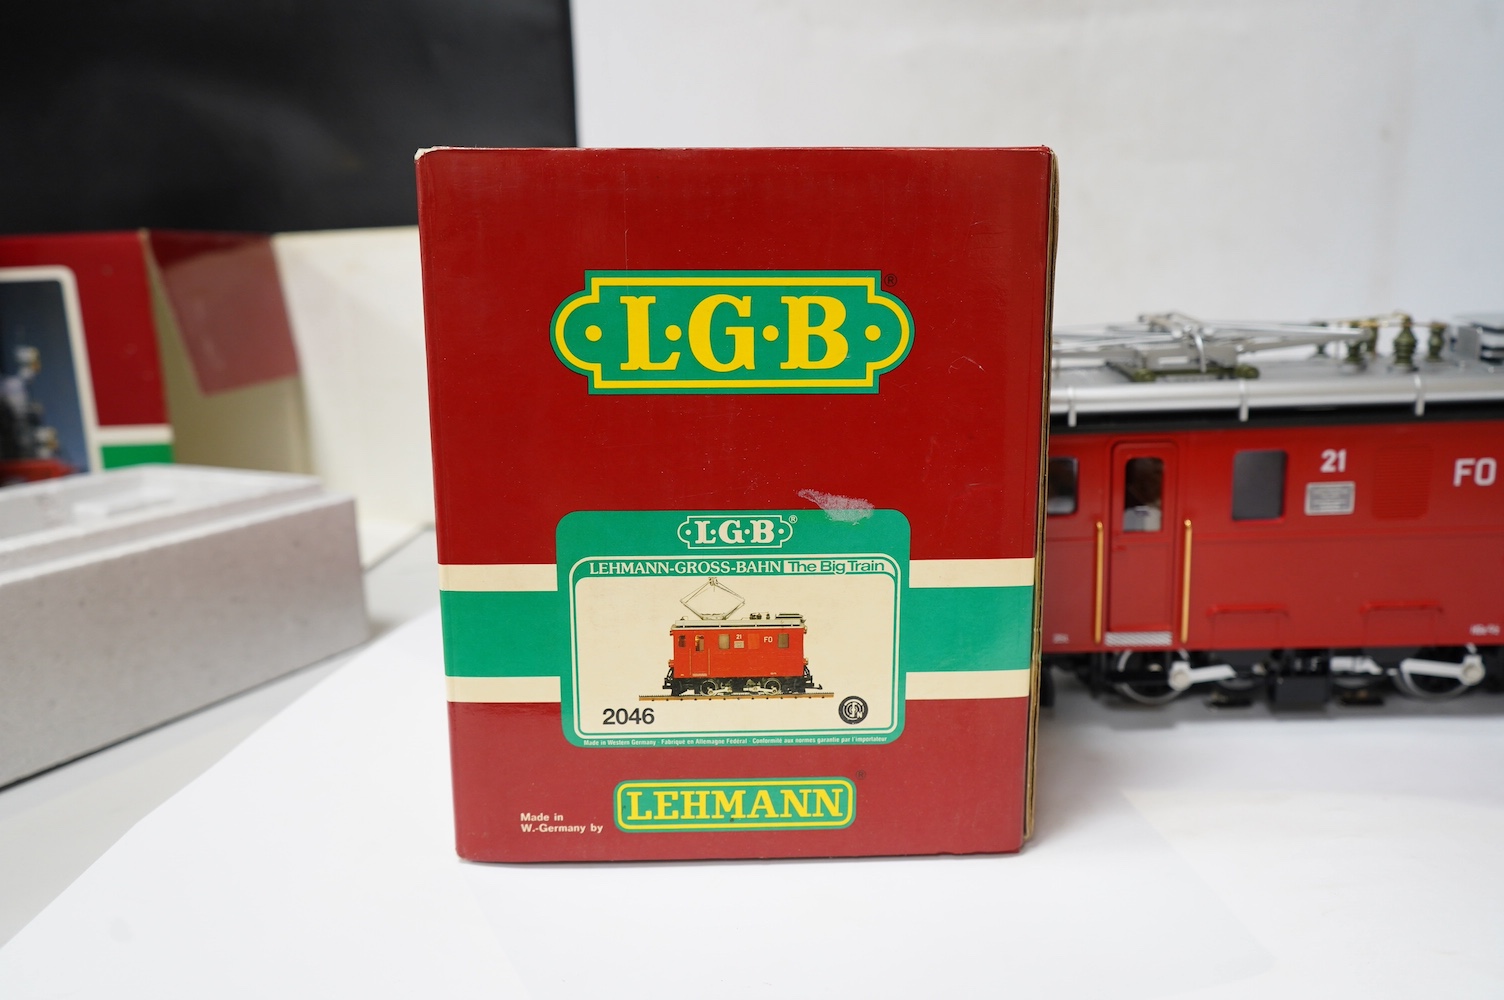 L·G·B®
L·G·B®
LEHMANN-GROSS-BAHN The Big Train
21 FO
2046
Made in Western Germany · Fabriqué en Allemagne Fédéral · Conformité aux normes garantie par l'importateur
Made in
W.-Germany by
LEHMANN®
21
FO